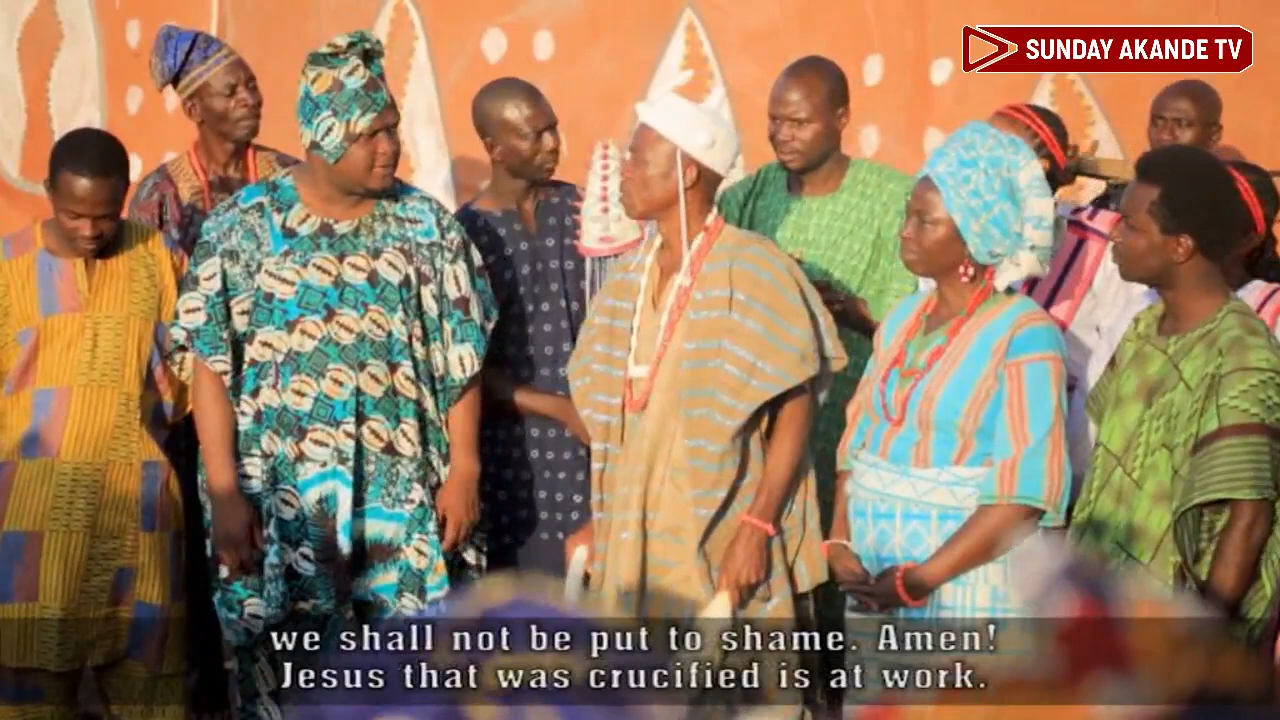 SUNDAY AKANDE TV
we shall not be put to shame. Amen!
Jesus that was crucified is at work.